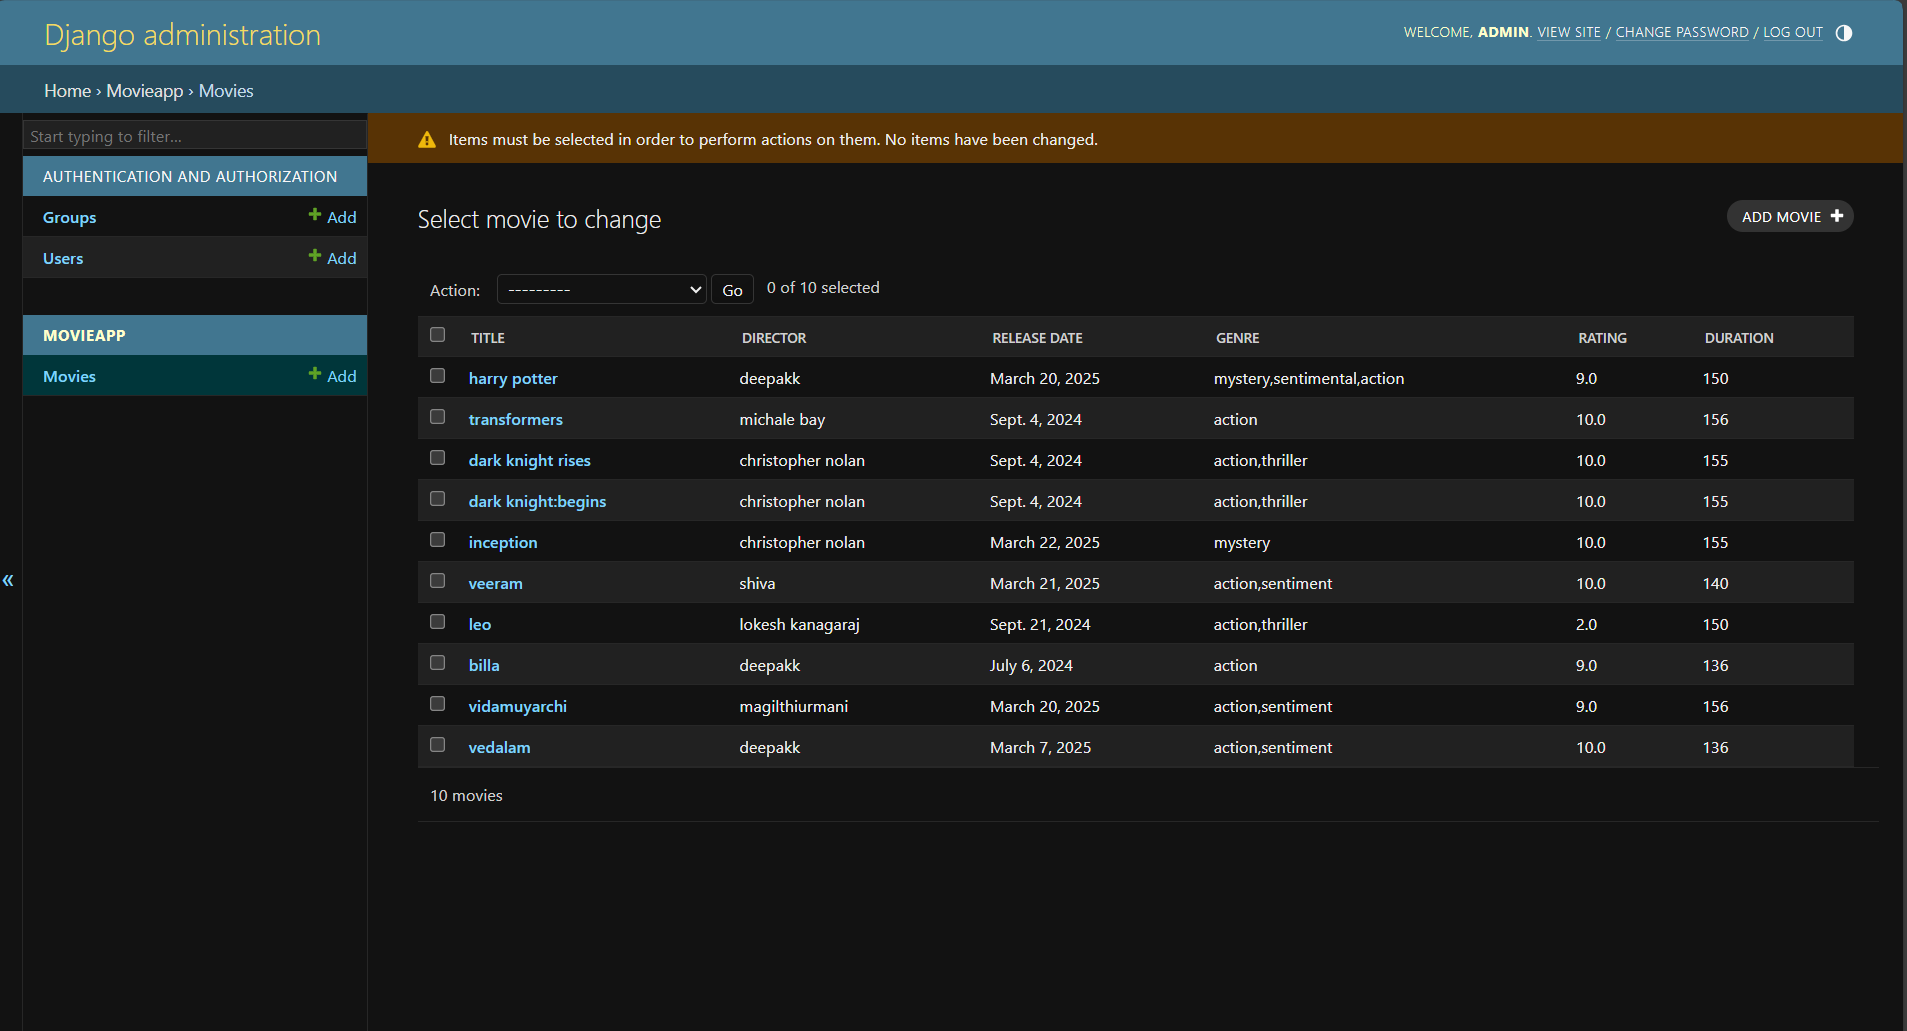 Django administration
WELCOME, ADMIN. VIEW SITE / CHANGE PASSWORD / LOG OUT
Home › Movieapp › Movies
Start typing to filter...
AUTHENTICATION AND AUTHORIZATION
Groups + Add
Users + Add
MOVIEAPP
Movies + Add
«
Items must be selected in order to perform actions on them. No items have been changed.
Select movie to change
ADD MOVIE +
Action: --------- Go 0 of 10 selected
TITLE DIRECTOR RELEASE DATE GENRE RATING DURATION
harry potter deepakk March 20, 2025 mystery,sentimental,action 9.0 150
transformers michale bay Sept. 4, 2024 action 10.0 156
dark knight rises christopher nolan Sept. 4, 2024 action,thriller 10.0 155
dark knight:begins christopher nolan Sept. 4, 2024 action,thriller 10.0 155
inception christopher nolan March 22, 2025 mystery 10.0 155
veeram shiva March 21, 2025 action,sentiment 10.0 140
leo lokesh kanagaraj Sept. 21, 2024 action,thriller 2.0 150
billa deepakk July 6, 2024 action 9.0 136
vidamuyarchi magilthiurmani March 20, 2025 action,sentiment 9.0 156
vedalam deepakk March 7, 2025 action,sentiment 10.0 136
10 movies